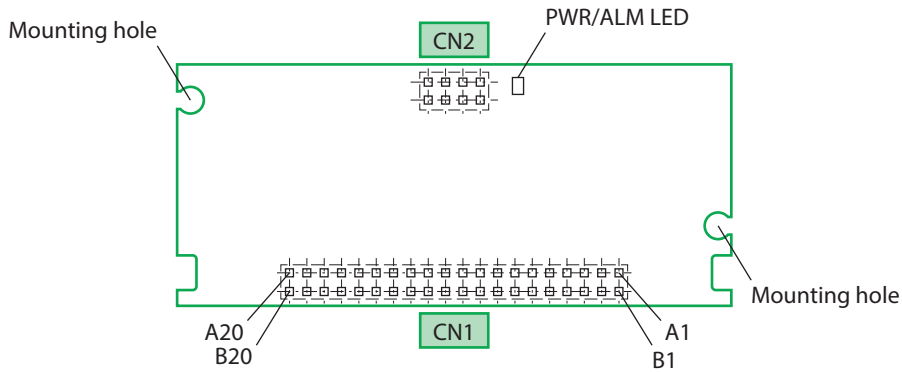 PWR/ALM LED
Mounting hole
CN2
Mounting hole
A20
CN1
A1
B20
B1